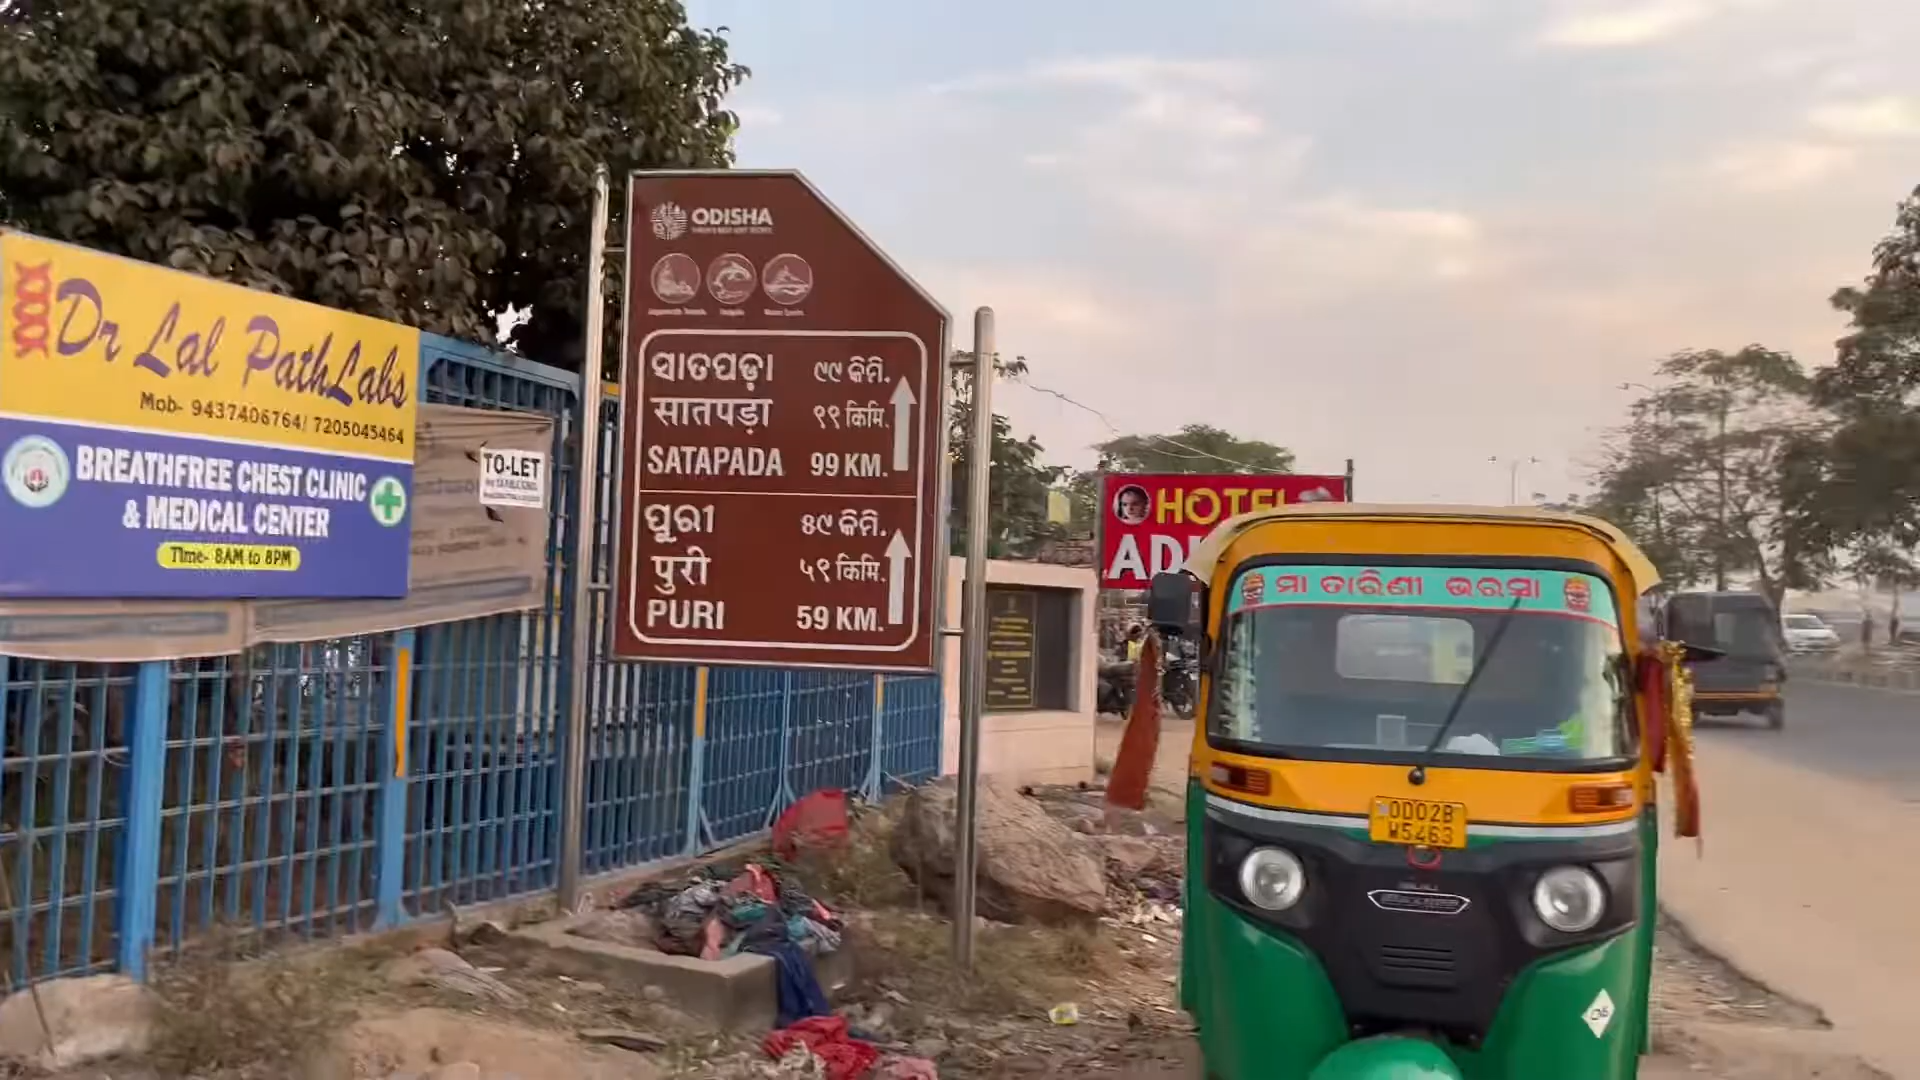 Dr Lal PathLabs
Mob- 9437406764/ 7205045464
BREATHFREE CHEST CLINIC
& MEDICAL CENTER
Time- 8AM to 8PM
TO-LET
ODISHA
ସାତପଡ଼ା ୯୯ କିମି.
सातपड़ा ९९ किमि.
SATAPADA 99 KM.
ପୁରୀ ୫୯ କିମି.
पुरी ५९ किमि.
PURI 59 KM.
HOTEL
AD
ମା ତାରିଣୀ ଭରସା
OD02B
W5463